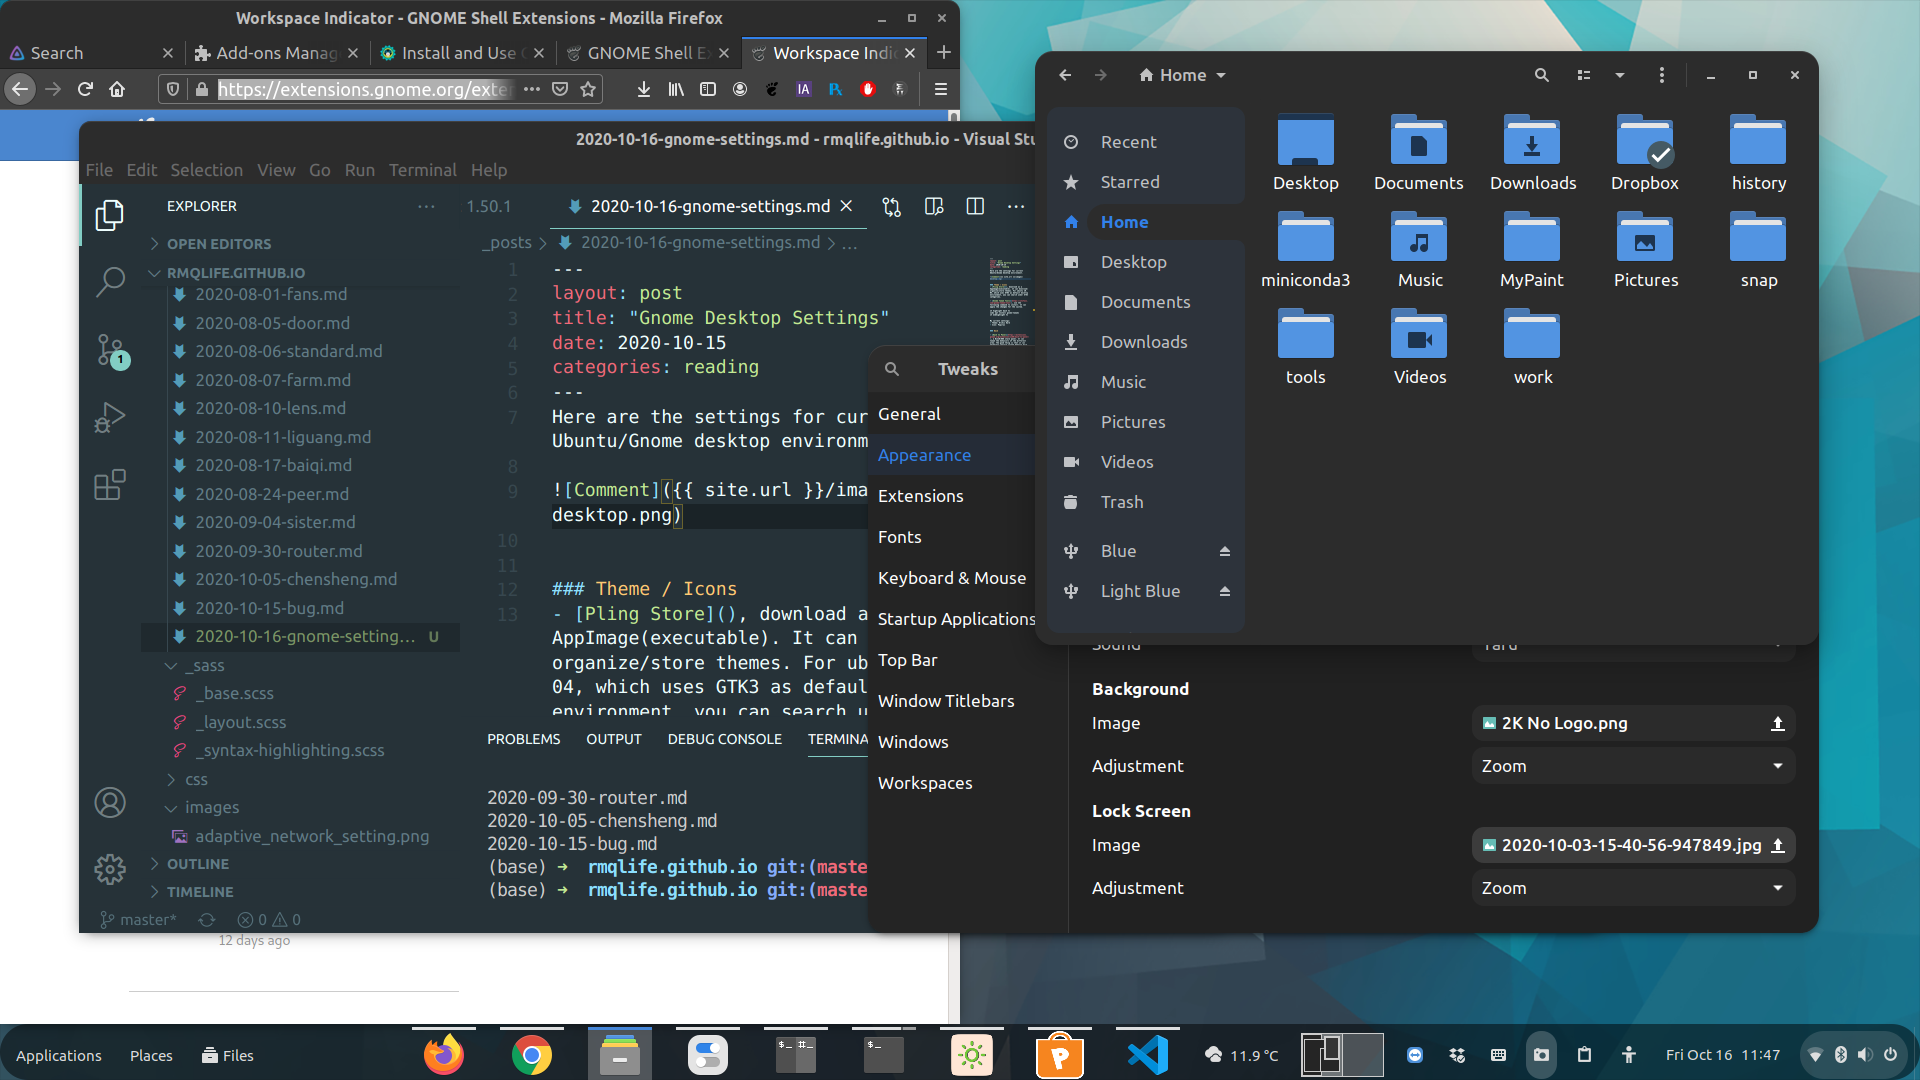 Workspace Indicator - GNOME Shell Extensions - Mozilla Firefox
Search
Add-ons Manag
Install and Use
GNOME Shell E
Workspace Indi
https://extensions.gnome.org/exte
IA
2020-10-16-gnome-settings.md - rmqlife.github.io - Visual Stu
File Edit Selection View Go Run Terminal Help
EXPLORER
1.50.1
2020-10-16-gnome-settings.md
OPEN EDITORS
_posts
2020-10-16-gnome-settings.md
...
RMQLIFE.GITHUB.IO
2020-08-01-fans.md
2020-08-05-door.md
2020-08-06-standard.md
2020-08-07-farm.md
2020-08-10-lens.md
2020-08-11-liguang.md
2020-08-17-baiqi.md
2020-08-24-peer.md
2020-09-04-sister.md
2020-09-30-router.md
2020-10-05-chensheng.md
2020-10-15-bug.md
2020-10-16-gnome-setting... U
_sass
_base.scss
_layout.scss
_syntax-highlighting.scss
css
images
adaptive_network_setting.png
OUTLINE
TIMELINE
1
master*
0 0
12 days ago
1 ---
2 layout: post
3 title: "Gnome Desktop Settings"
4 date: 2020-10-15
5 categories: reading
6 ---
7 Here are the settings for cur
Ubuntu/Gnome desktop environm
8
9 ![Comment]({{ site.url }}/ima
desktop.png)
10
11
12 ### Theme / Icons
13 - [Pling Store](), download a
AppImage(executable). It can
organize/store themes. For ub
04, which uses GTK3 as defaul
environment, you can search u
PROBLEMS OUTPUT DEBUG CONSOLE TERMINA
2020-09-30-router.md
2020-10-05-chensheng.md
2020-10-15-bug.md
(base) ➜ rmqlife.github.io git:(maste
(base) ➜ rmqlife.github.io git:(maste
Tweaks
General
Appearance
Extensions
Fonts
Keyboard & Mouse
Startup Applications
Top Bar
Window Titlebars
Windows
Workspaces
Home
Recent
Starred
Home
Desktop
Documents
Downloads
Music
Pictures
Videos
Trash
Blue
Light Blue
Desktop Documents Downloads Dropbox history
miniconda3 Music MyPaint Pictures snap
tools Videos work
Sound Yaru
Background
Image 2K No Logo.png
Adjustment Zoom
Lock Screen
Image 2020-10-03-15-40-56-947849.jpg
Adjustment Zoom
Applications Places Files
$_ #_
$_
P
11.9 °C
Fri Oct 16 11:47